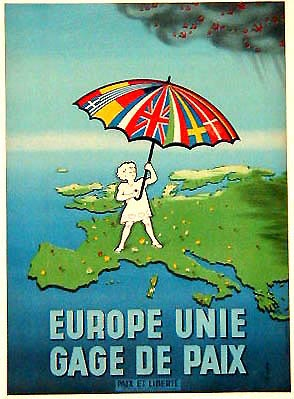 EUROPE UNIE
GAGE DE PAIX
PAIX ET LIBERTÉ